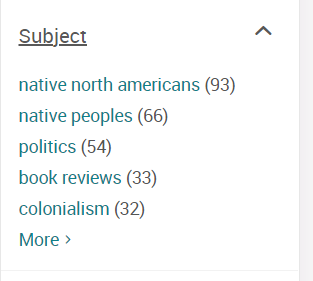 Subject
native north americans (93)
native peoples (66)
politics (54)
book reviews (33)
colonialism (32)
More >